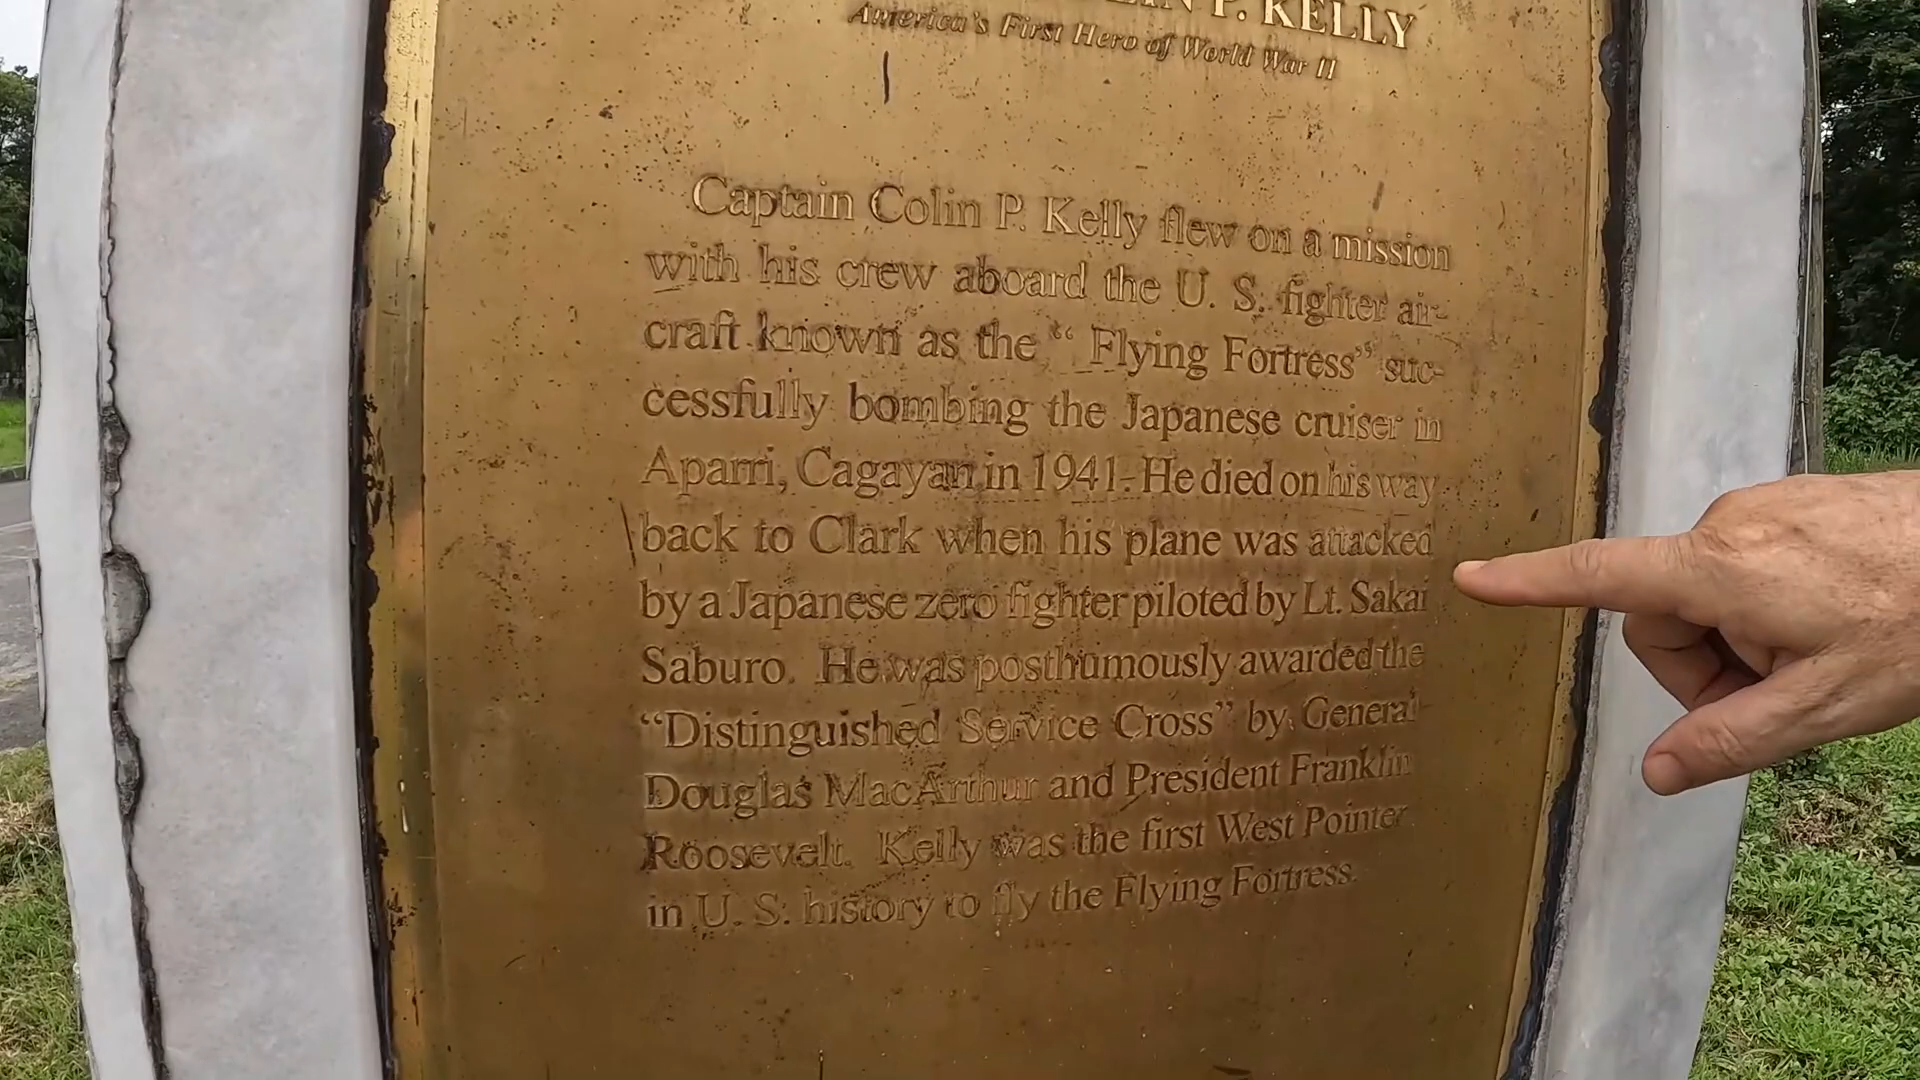 LIN P. KELLY
America's First Hero of World War II
Captain Colin P. Kelly flew on a mission
with his crew aboard the U. S. fighter air-
craft known as the “ Flying Fortress” suc-
cessfully bombing the Japanese cruiser in
Aparri, Cagayan in 1941. He died on his way
back to Clark when his plane was attacked
by a Japanese zero fighter piloted by Lt. Sakai
Saburo. He was posthumously awarded the
“Distinguished Service Cross” by General
Douglas MacArthur and President Franklin
Roosevelt. Kelly was the first West Pointer
in U. S. history to fly the Flying Fortress.